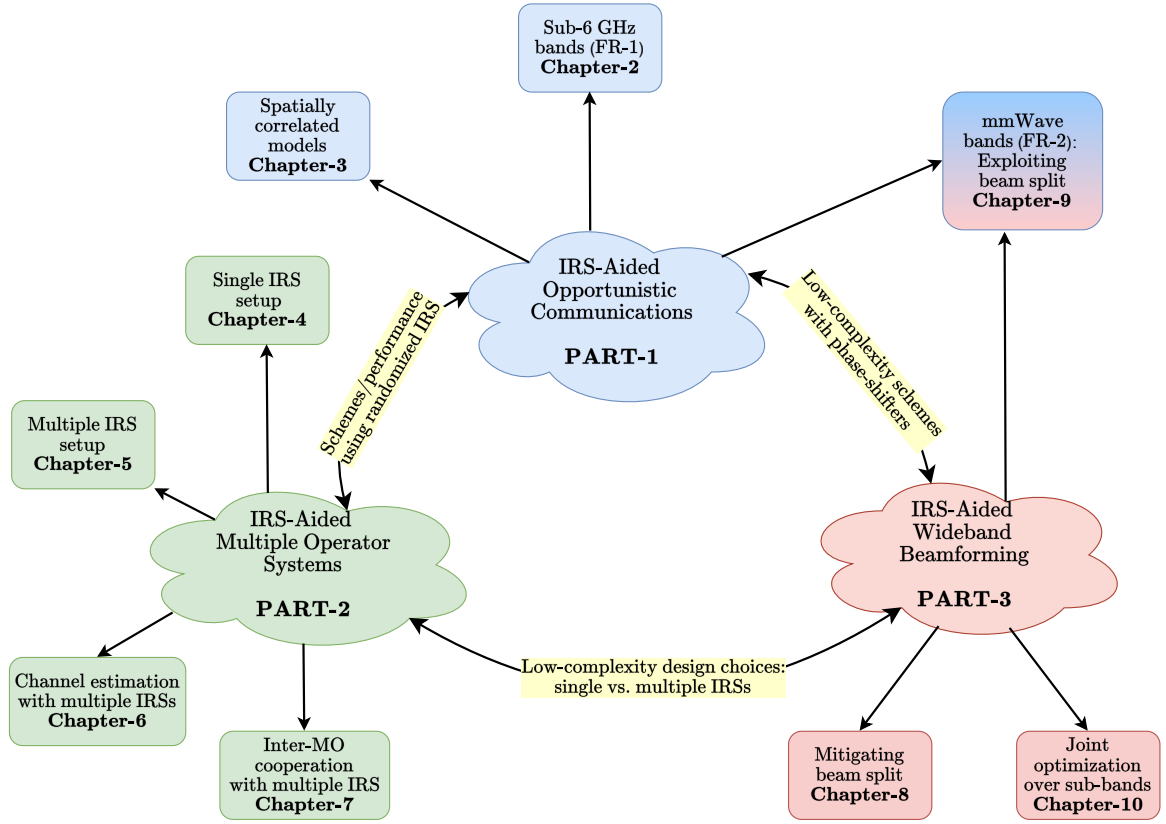 Sub-6 GHz
bands (FR-1)
Chapter-2
Spatially
correlated
models
Chapter-3
mmWave
bands (FR-2):
Exploiting
beam split
Chapter-9
IRS-Aided
Opportunistic
Communications
PART-1
Single IRS
setup
Chapter-4
Schemes/performance
using randomized IRS
Low-complexity schemes
with phase-shifters
Multiple IRS
setup
Chapter-5
IRS-Aided
Multiple Operator
Systems
PART-2
IRS-Aided
Wideband
Beamforming
PART-3
Low-complexity design choices:
single vs. multiple IRSs
Channel estimation
with multiple IRSs
Chapter-6
Inter-MO
cooperation
with multiple IRS
Chapter-7
Mitigating
beam split
Chapter-8
Joint
optimization
over sub-bands
Chapter-10